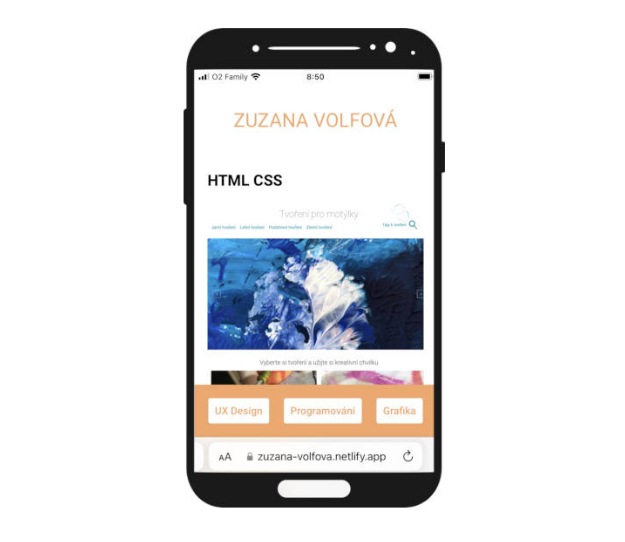 O2 Family 8:50
ZUZANA VOLFOVÁ
HTML CSS
Tvoření pro motýlky
Jarní tvoření Letní tvoření Podzimní tvoření Zimní tvoření
Vyberte si tvoření a užijte si kreativní chvilku
UX Design Programování Grafika
AA zuzana-volfova.netlify.app